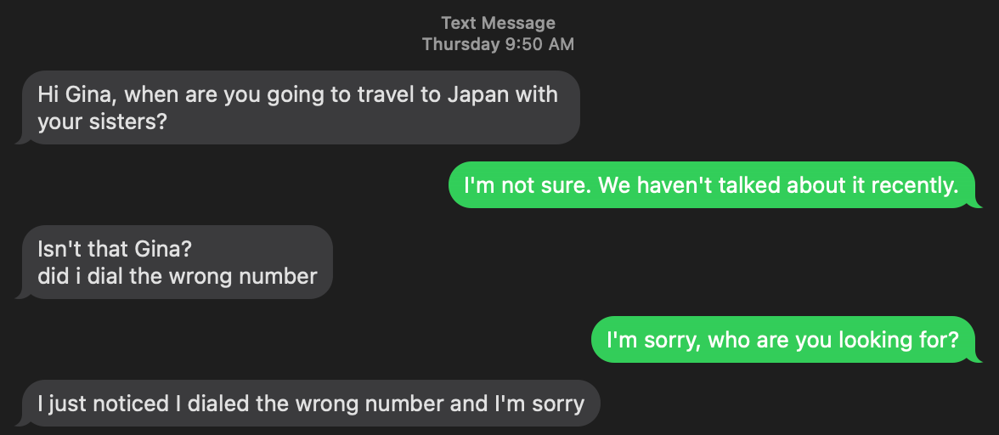 Text Message
Thursday 9:50 AM
Hi Gina, when are you going to travel to Japan with
your sisters?
I'm not sure. We haven't talked about it recently.
Isn't that Gina?
did i dial the wrong number
I'm sorry, who are you looking for?
I just noticed I dialed the wrong number and I'm sorry